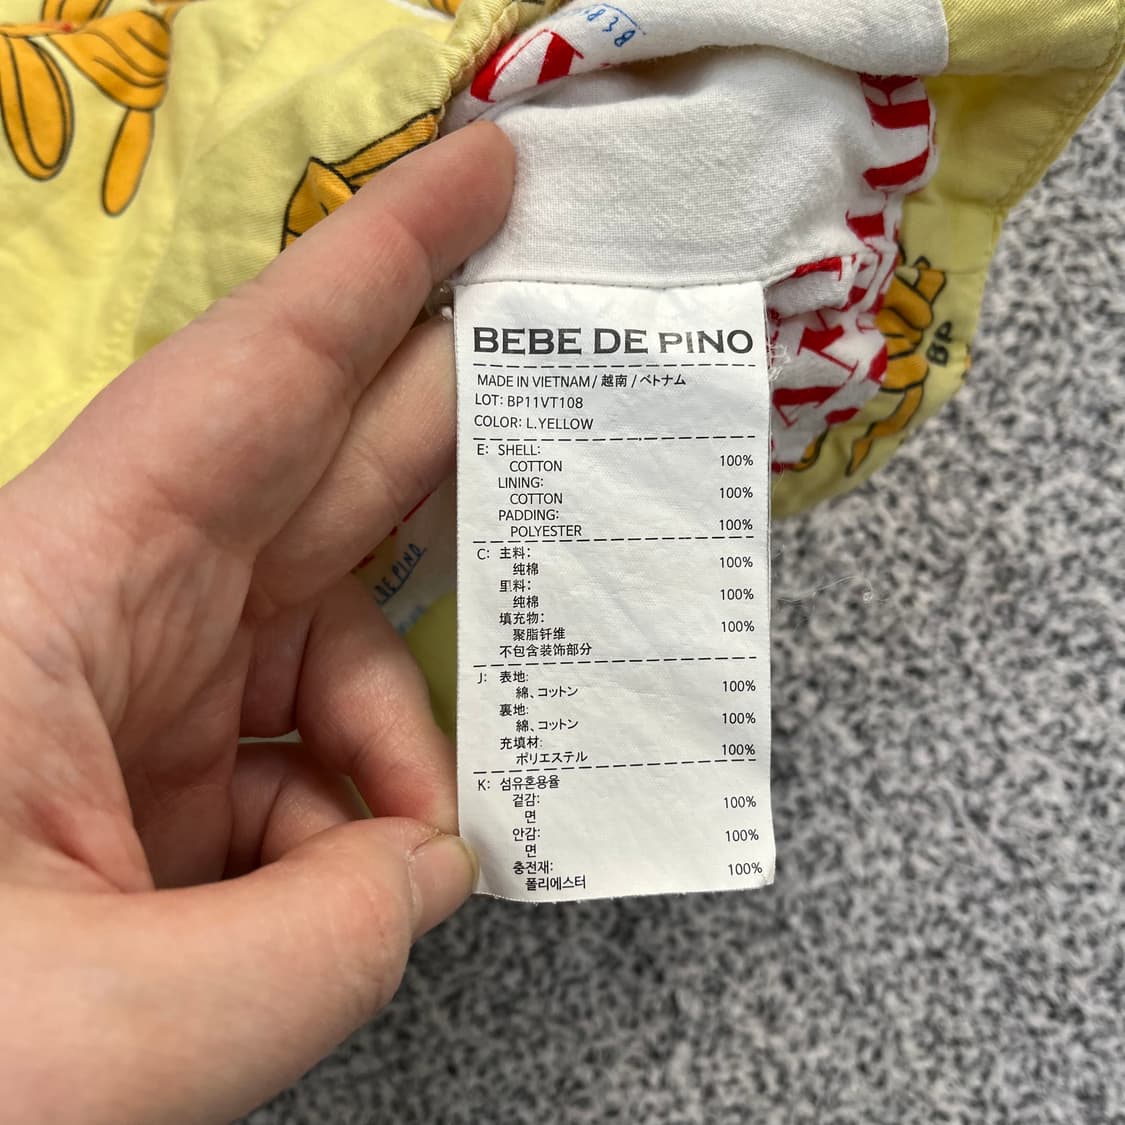 BEBE DE PINO
MADE IN VIETNAM / 越南 / ベトナム
LOT: BP11VT108
COLOR: L.YELLOW
E: SHELL:
COTTON 100%
LINING:
COTTON 100%
PADDING:
POLYESTER 100%
C: 主料:
纯棉 100%
里料:
纯棉 100%
填充物:
聚脂钎维 100%
不包含装饰部分
J: 表地:
綿、コットン 100%
裏地:
綿、コットン 100%
充填材:
ポリエステル 100%
K: 섬유혼용율
겉감: 100%
면
안감: 100%
면
충전재: 100%
폴리에스터
BP
DE PINO